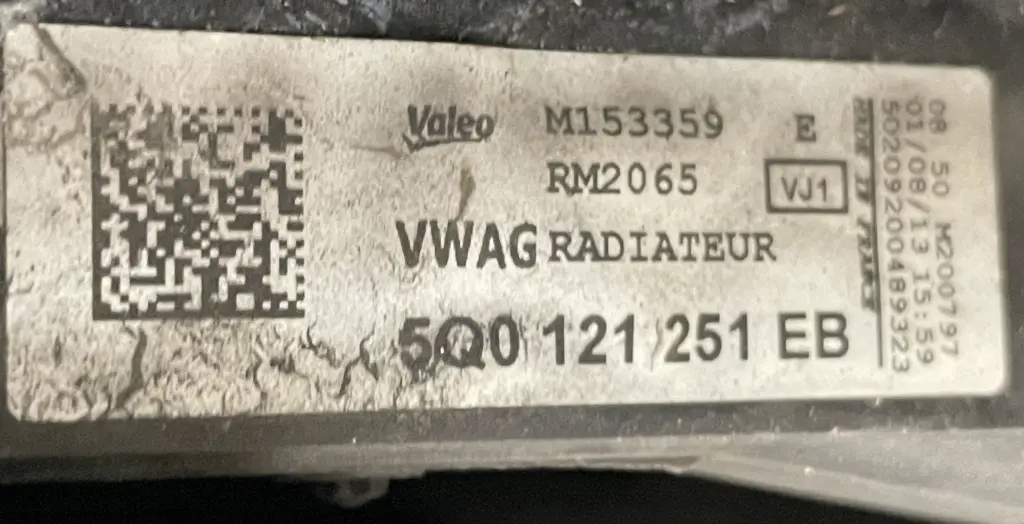 Valeo M153359 E
RM2065 VJ1
VWAG RADIATEUR
5Q0 121 251 EB
MADE IN FRANCE
50209200489323
01/08/13 15:59
08 50 M200797